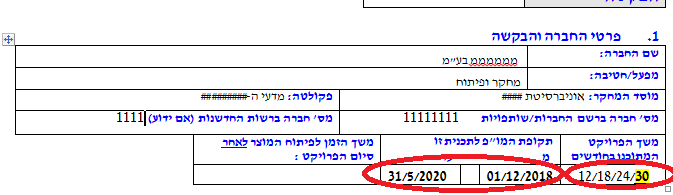 1. פרטי החברה והבקשה
שם החברה: מממממממ בע״מ
מפעל/חטיבה: מחקר ופיתוח
מוסד המחקר: אוניברסיטת #### פקולטה: מדעי ה-#########
מס׳ חברה ברשם החברות/שותפויות 11111111 מס׳ חברה ברשות החדשנות (אם ידוע) 1111
משך הפרויקט תקופת המו״פ לתכנית זו משך הזמן לפיתוח המוצר לאחר
המתוכנן בחודשים מ סיום הפרויקט :
12/18/24/30 01/12/2018 31/5/2020